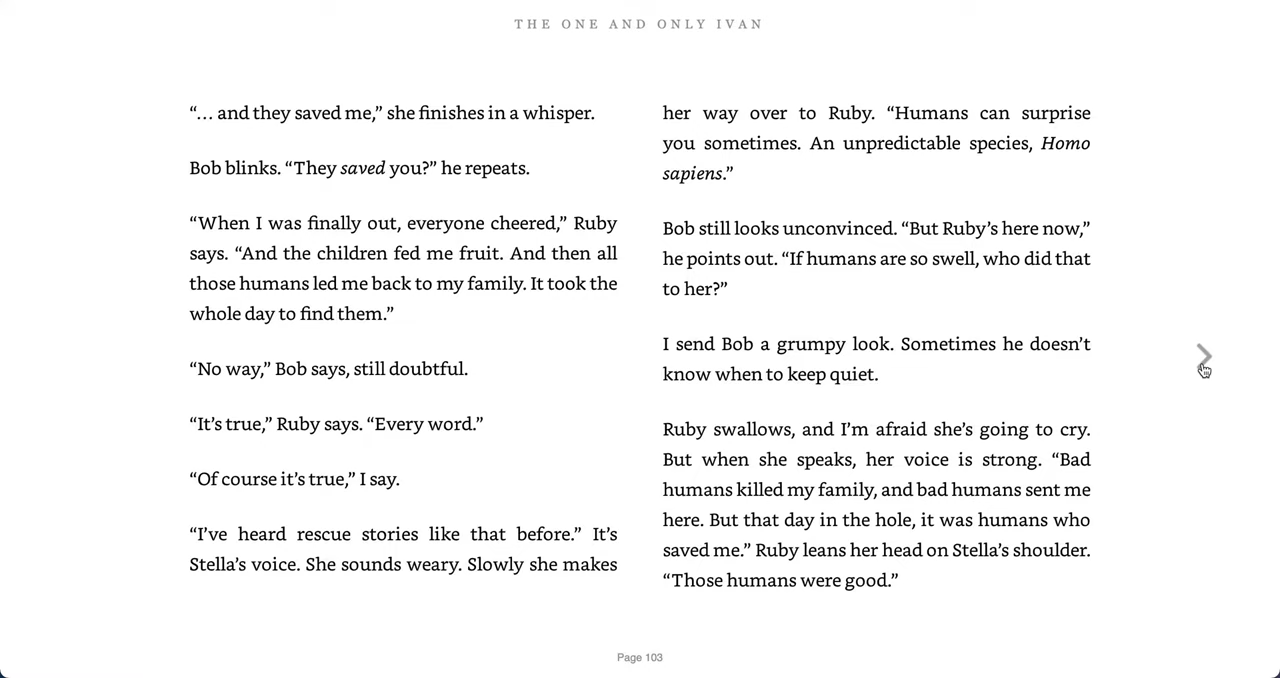 THE ONE AND ONLY IVAN
“… and they saved me,” she finishes in a whisper.
Bob blinks. “They saved you?” he repeats.
“When I was finally out, everyone cheered,” Ruby
says. “And the children fed me fruit. And then all
those humans led me back to my family. It took the
whole day to find them.”
“No way,” Bob says, still doubtful.
“It’s true,” Ruby says. “Every word.”
“Of course it’s true,” I say.
“I’ve heard rescue stories like that before.” It’s
Stella’s voice. She sounds weary. Slowly she makes
her way over to Ruby. “Humans can surprise
you sometimes. An unpredictable species, Homo
sapiens.”
Bob still looks unconvinced. “But Ruby’s here now,”
he points out. “If humans are so swell, who did that
to her?”
I send Bob a grumpy look. Sometimes he doesn’t
know when to keep quiet.
Ruby swallows, and I’m afraid she’s going to cry.
But when she speaks, her voice is strong. “Bad
humans killed my family, and bad humans sent me
here. But that day in the hole, it was humans who
saved me.” Ruby leans her head on Stella’s shoulder.
“Those humans were good.”
Page 103